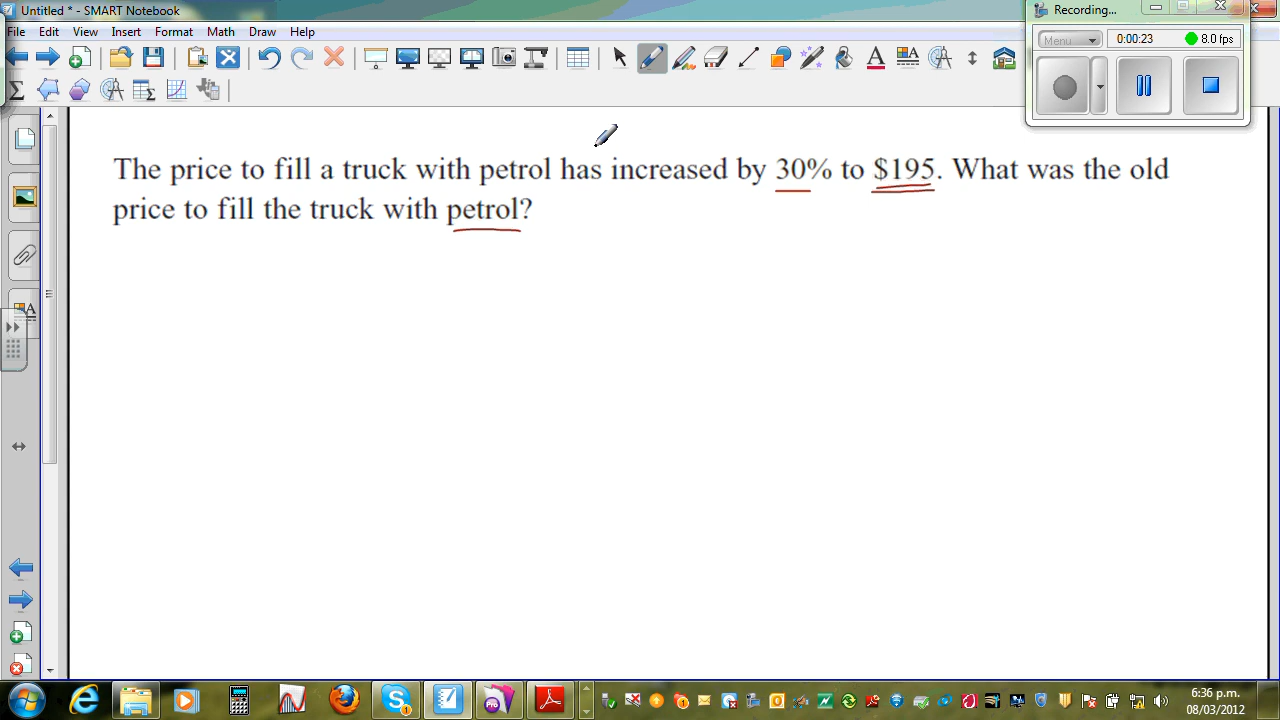 Untitled * - SMART Notebook
Recording...
File Edit View Insert Format Math Draw Help
Menu
0:00:23
8.0 fps
The price to fill a truck with petrol has increased by 30% to $195. What was the old
price to fill the truck with petrol?
6:36 p.m.
08/03/2012